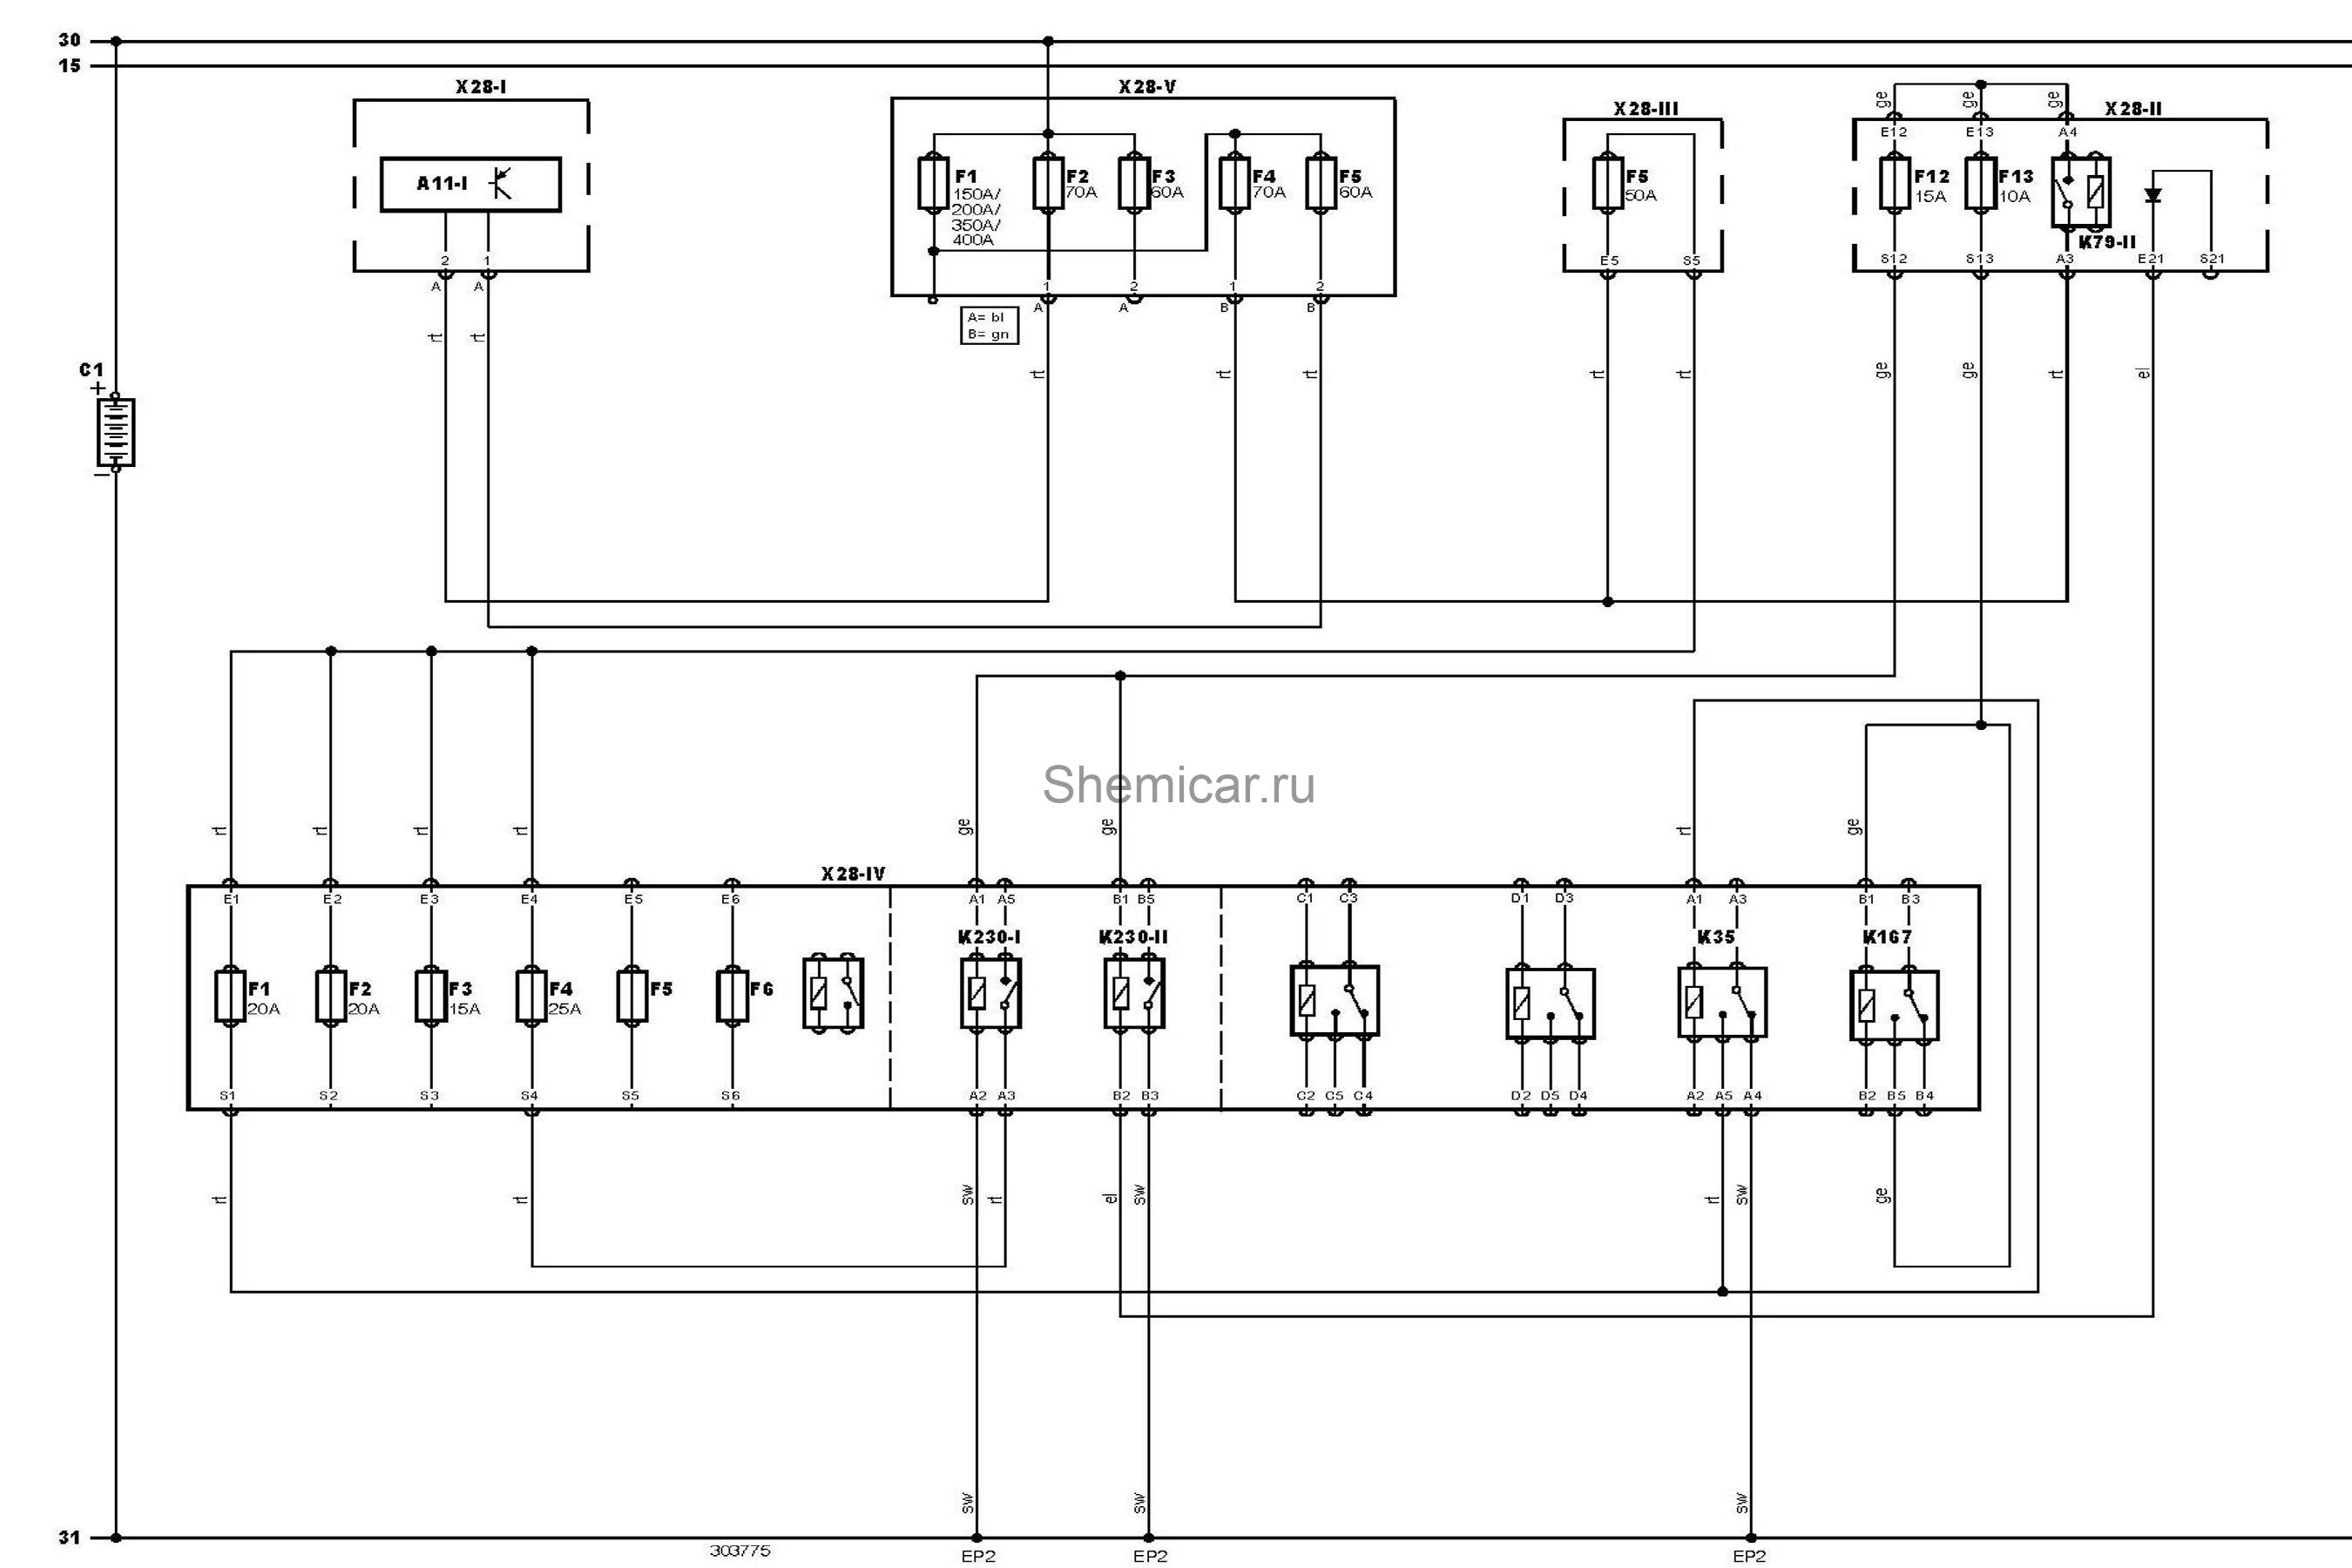 30
15
X28-I
X28-V
X28-III
X28-II
ge
ge
ge
E12
E13
A4
A11-I
F1
150A/
200A/
350A/
400A
F2
70A
F3
60A
F4
70A
F5
60A
F5
50A
F12
15A
F13
10A
K79-II
2
1
A
A
1
2
1
2
A
A
B
B
A= bl
B= gn
E5
S5
S12
S13
A3
E21
S21
rt
rt
rt
rt
rt
rt
rt
ge
ge
rt
el
C1
+
−
Shemicar.ru
rt
rt
rt
rt
ge
ge
rt
ge
X28-IV
E1
E2
E3
E4
E5
E6
A1
A5
B1
B5
C1
C3
D1
D3
A1
A3
B1
B3
K230-I
K230-II
K35
K167
F1
20A
F2
20A
F3
15A
F4
25A
F5
F6
S1
S2
S3
S4
S5
S6
A2
A3
B2
B3
C2
C5
C4
D2
D5
D4
A2
A5
A4
B2
B5
B4
rt
rt
sw
rt
el
sw
rt
sw
ge
sw
sw
sw
31
303775
EP2
EP2
EP2